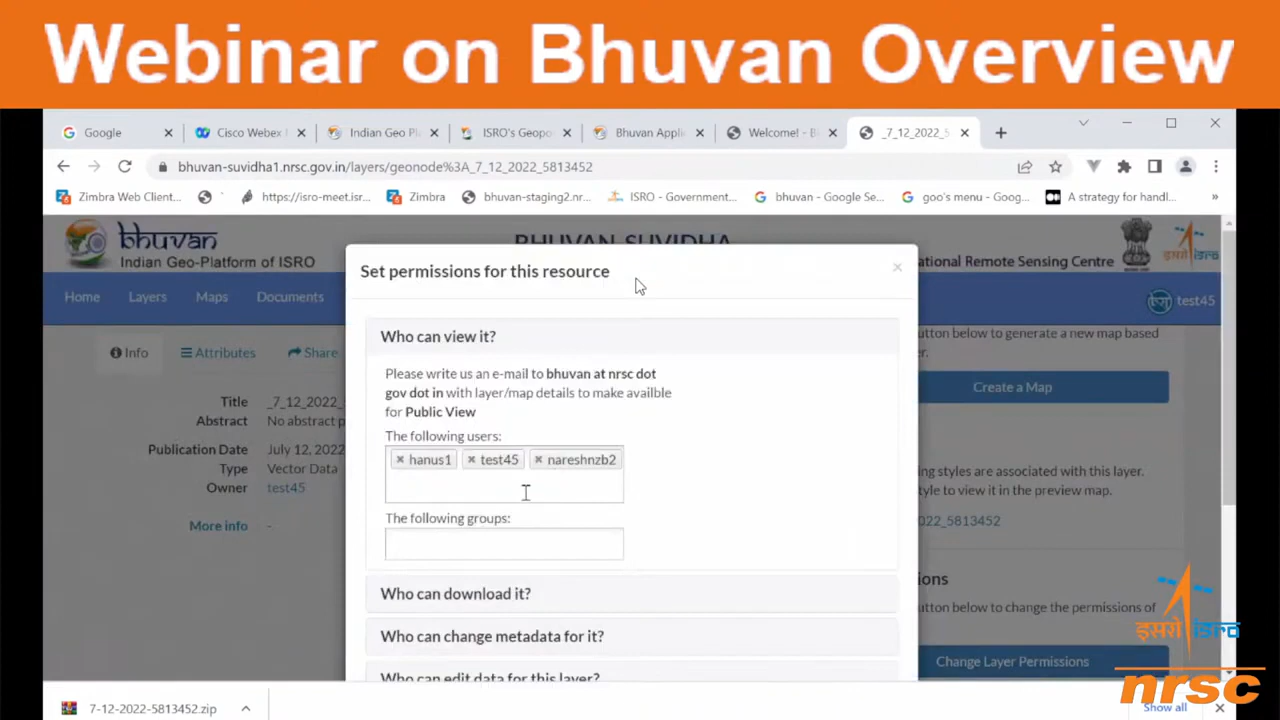 Webinar on Bhuvan Overview
Google
Cisco Webex
Indian Geo Pl
ISRO's Geopo
Bhuvan Appli
Welcome! - B
_7_12_2022_5
bhuvan-suvidha1.nrsc.gov.in/layers/geonode%3A_7_12_2022_5813452
Zimbra Web Client...
https://isro-meet.isr...
Zimbra
bhuvan-staging2.nr...
ISRO - Government...
bhuvan - Google Se...
goo's menu - Goog...
A strategy for handl...
»
bhuvan
Indian Geo-Platform of ISRO
BHUVAN SUVIDHA
ational Remote Sensing Centre
Home Layers Maps Documents
test45
Info Attributes Share
Title _7_12_2022_
Abstract No abstract p
Publication Date July 12, 2022
Type Vector Data
Owner test45
More info -
Set permissions for this resource
Who can view it?
Please write us an e-mail to bhuvan at nrsc dot
gov dot in with layer/map details to make availble
for Public View
The following users:
× hanus1 × test45 × nareshnzb2
The following groups:
Who can download it?
Who can change metadata for it?
Who can edit data for this layer?
utton below to generate a new map based
er.
Create a Map
ing styles are associated with this layer.
tyle to view it in the preview map.
022_5813452
ions
utton below to change the permissions of
Change Layer Permissions
इसरो isro
nrsc
7-12-2022-5813452.zip
Show all